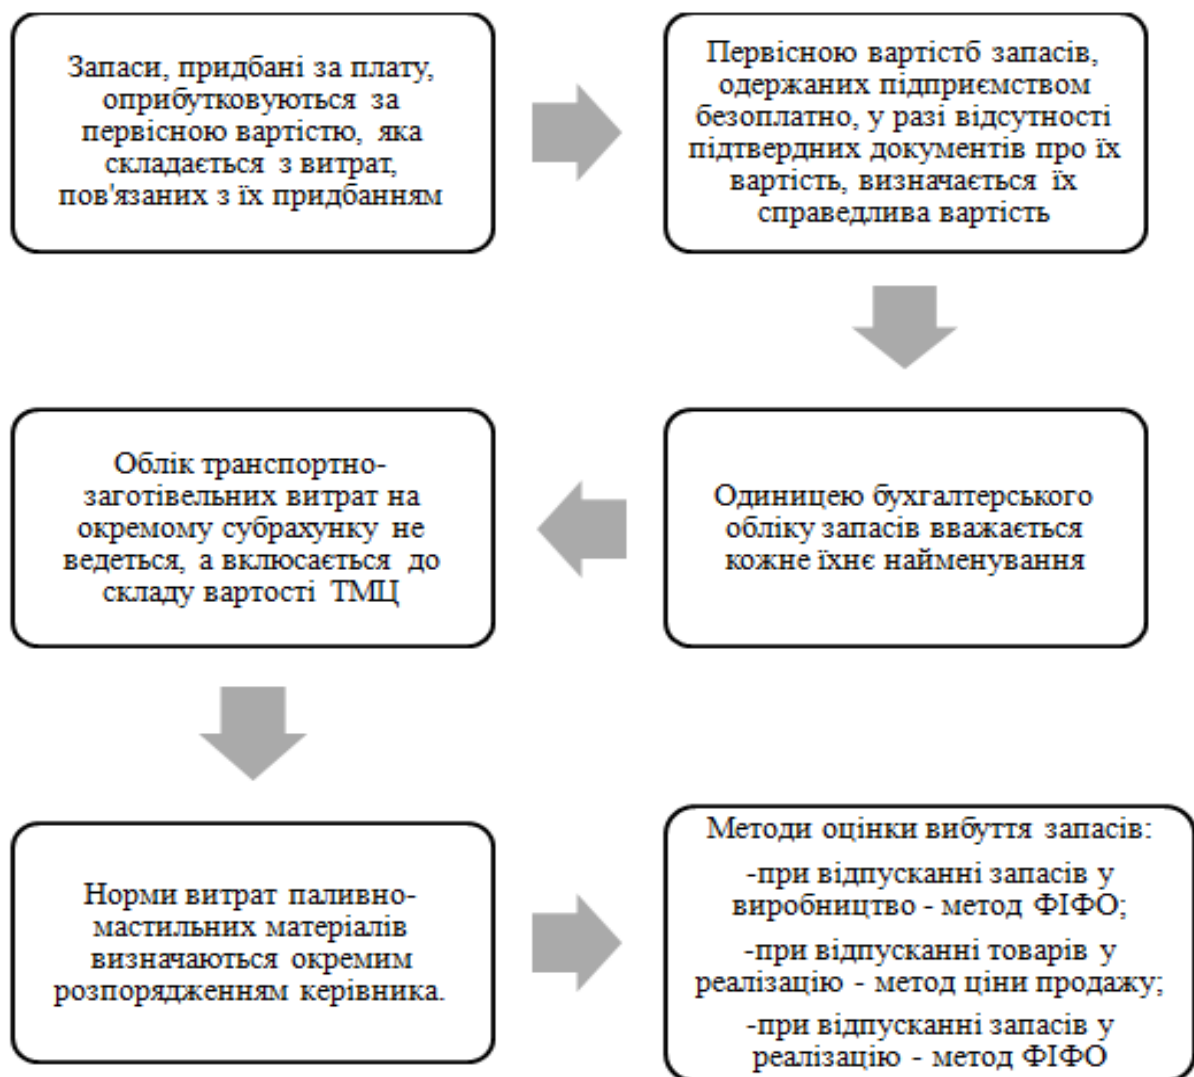 Запаси, придбані за плату,
оприбутковуються за
первісною вартістю, яка
складається з витрат,
пов'язаних з їх придбанням
Первісною вартістб запасів,
одержаних підприємством
безоплатно, у разі відсутності
підтвердних документів про їх
вартість, визначається їх
справедлива вартість
Одиницею бухгалтерського
обліку запасів вважається
кожне їхнє найменування
Облік транспортно-
заготівельних витрат на
окремому субрахунку не
ведеться, а включається до
складу вартості ТМЦ
Норми витрат паливно-
мастильних матеріалів
визначаються окремим
розпорядженням керівника.
Методи оцінки вибуття запасів:
-при відпусканні запасів у
виробництво - метод ФІФО;
-при відпусканні товарів у
реалізацію - метод ціни продажу;
-при відпусканні запасів у
реалізацію - метод ФІФО